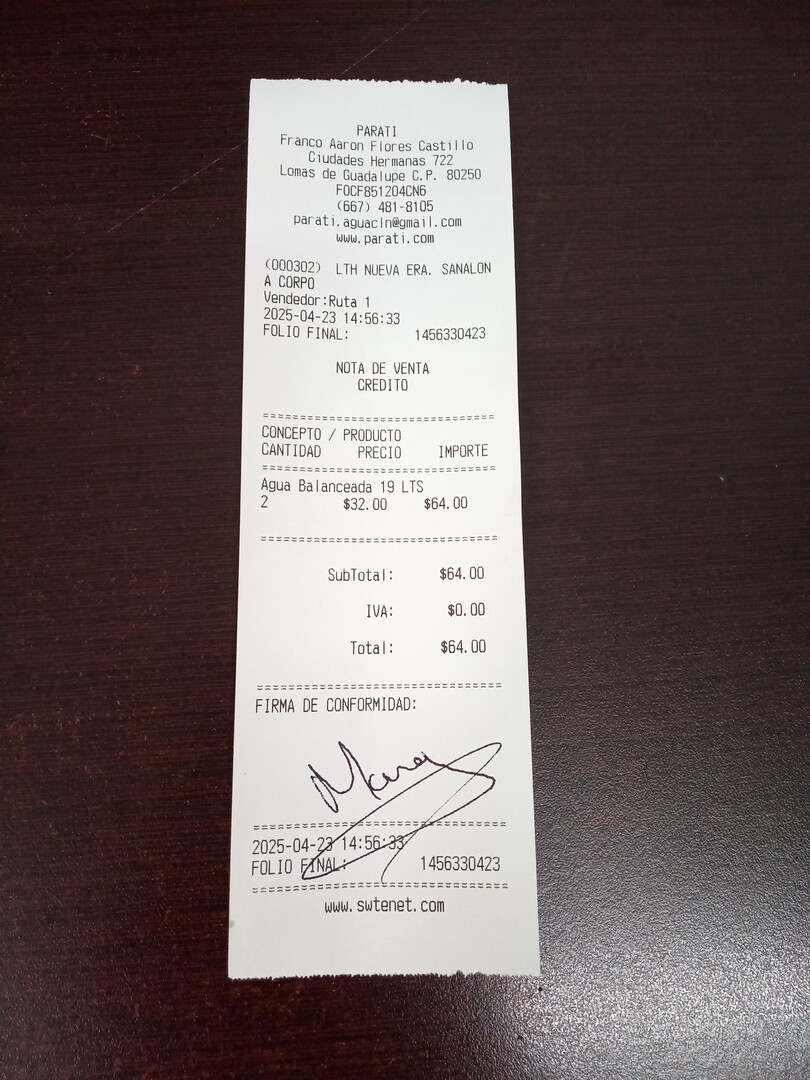 PARATI
Franco Aaron Flores Castillo
Ciudades Hermanas 722
Lomas de Guadalupe C.P. 80250
FOCF851204CN6
(667) 481-8105
parati.aguacln@gmail.com
www.parati.com
(000302) LTH NUEVA ERA. SANALON
A CORPO
Vendedor:Ruta 1
2025-04-23 14:56:33
FOLIO FINAL: 1456330423
NOTA DE VENTA
CREDITO
===============================
CONCEPTO / PRODUCTO
CANTIDAD PRECIO IMPORTE
===============================
Agua Balanceada 19 LTS
2 $32.00 $64.00
===============================
SubTotal: $64.00
IVA: $0.00
Total: $64.00
===============================
FIRMA DE CONFORMIDAD:
===============================
2025-04-23 14:56:33
FOLIO FINAL: 1456330423
===============================
www.swtenet.com